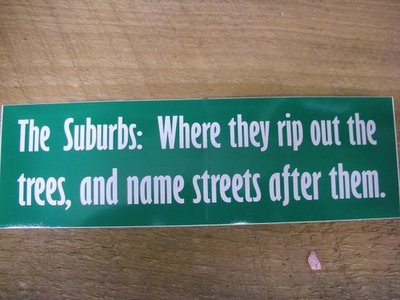 The Suburbs: Where they rip out the
trees, and name streets after them.